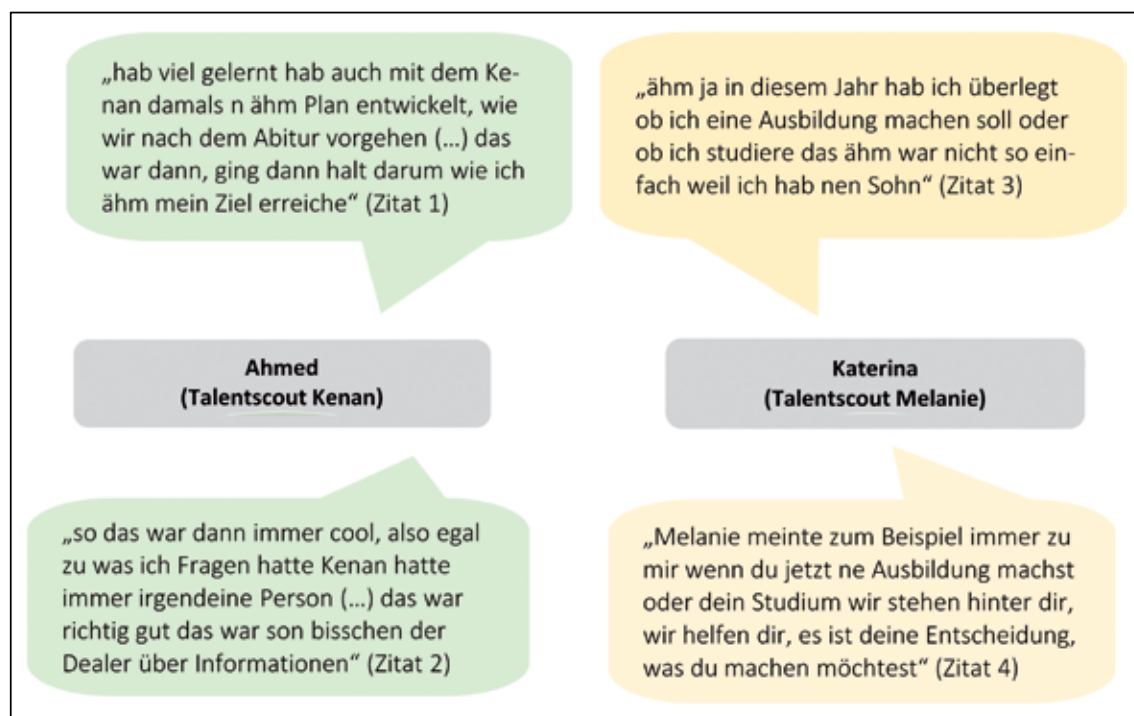 „hab viel gelernt hab auch mit dem Ke-
nan damals n ähm Plan entwickelt, wie
wir nach dem Abitur vorgehen (...) das
war dann, ging dann halt darum wie ich
ähm mein Ziel erreiche“ (Zitat 1)
„ähm ja in diesem Jahr hab ich überlegt
ob ich eine Ausbildung machen soll oder
ob ich studiere das ähm war nicht so ein-
fach weil ich hab nen Sohn“ (Zitat 3)
Ahmed
(Talentscout Kenan)
Katerina
(Talentscout Melanie)
„so das war dann immer cool, also egal
zu was ich Fragen hatte Kenan hatte
immer irgendeine Person (...) das war
richtig gut das war son bisschen der
Dealer über Informationen“ (Zitat 2)
„Melanie meinte zum Beispiel immer zu
mir wenn du jetzt ne Ausbildung machst
oder dein Studium wir stehen hinter dir,
wir helfen dir, es ist deine Entscheidung,
was du machen möchtest“ (Zitat 4)